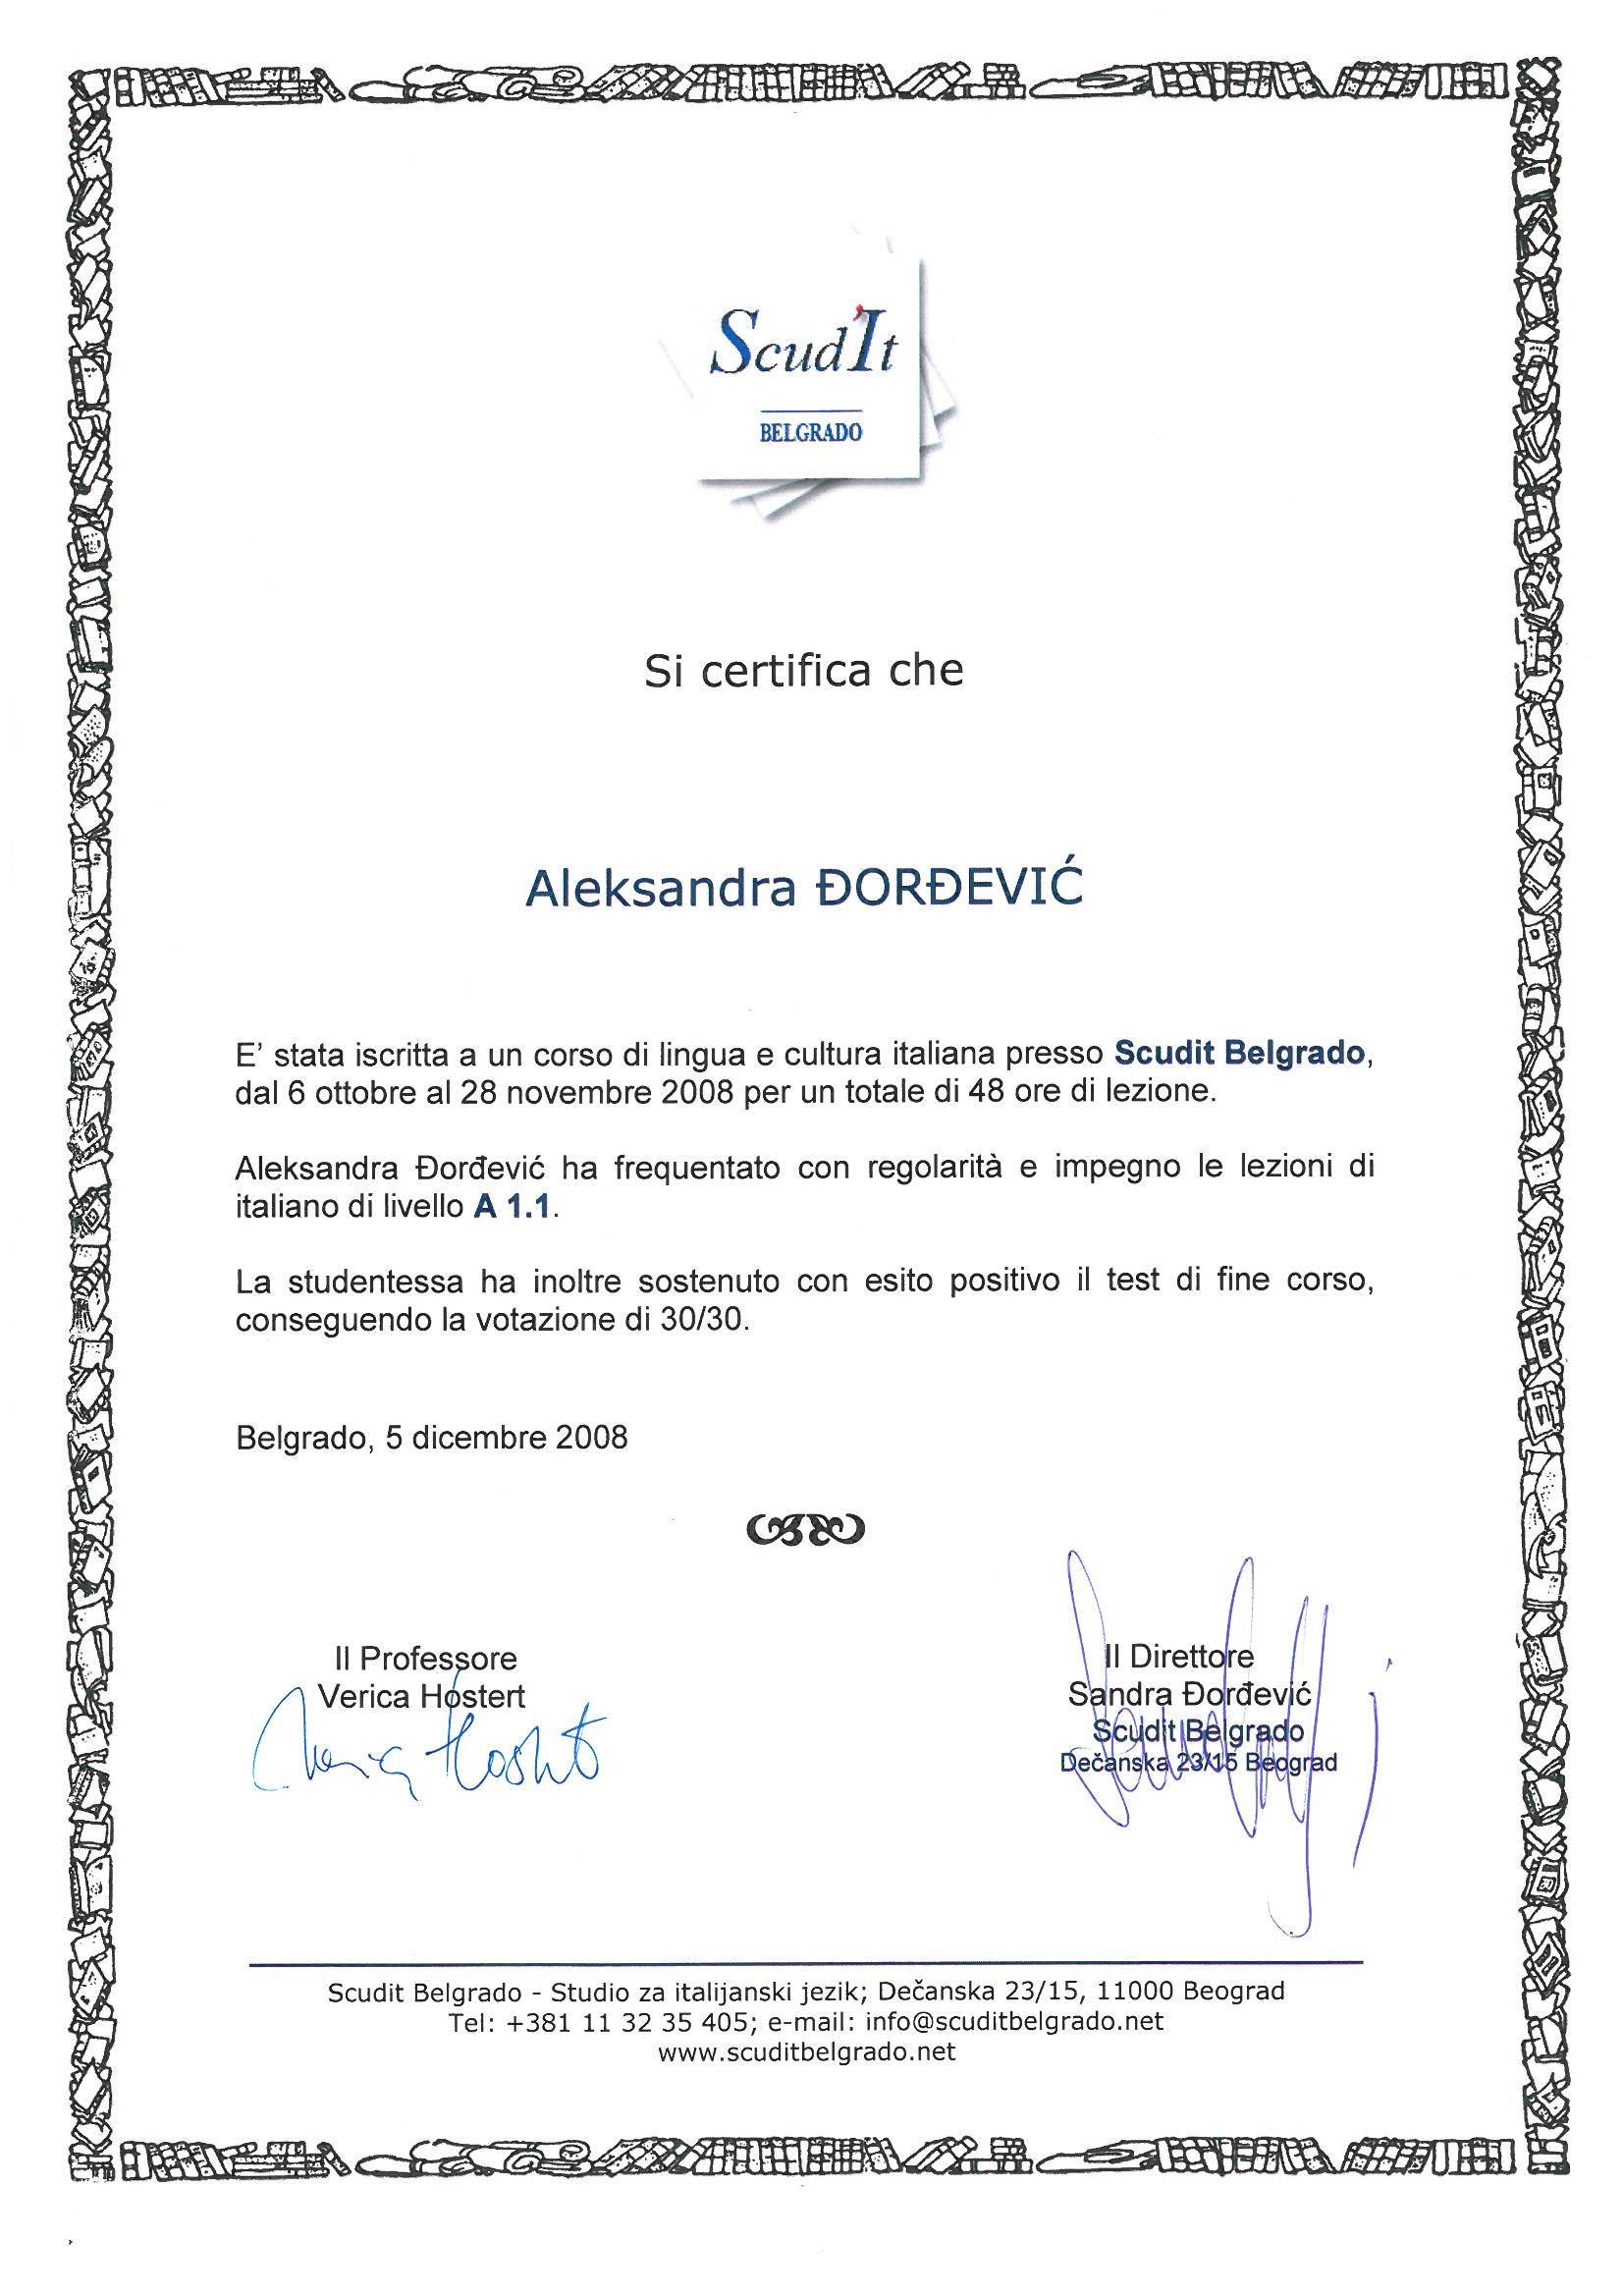 Scud'It
BELGRADO
Si certifica che
Aleksandra ĐORĐEVIĆ
E' stata iscritta a un corso di lingua e cultura italiana presso Scudit Belgrado,
dal 6 ottobre al 28 novembre 2008 per un totale di 48 ore di lezione.
Aleksandra Đorđević ha frequentato con regolarità e impegno le lezioni di
italiano di livello A 1.1.
La studentessa ha inoltre sostenuto con esito positivo il test di fine corso,
conseguendo la votazione di 30/30.
Belgrado, 5 dicembre 2008
Il Professore
Verica Hostert
Verica Hostert
Il Direttore
Sandra Đorđević
Scudit Belgrado
Dečanska 23/15 Beograd
Scudit Belgrado - Studio za italijanski jezik; Dečanska 23/15, 11000 Beograd
Tel: +381 11 32 35 405; e-mail: info@scuditbelgrado.net
www.scuditbelgrado.net